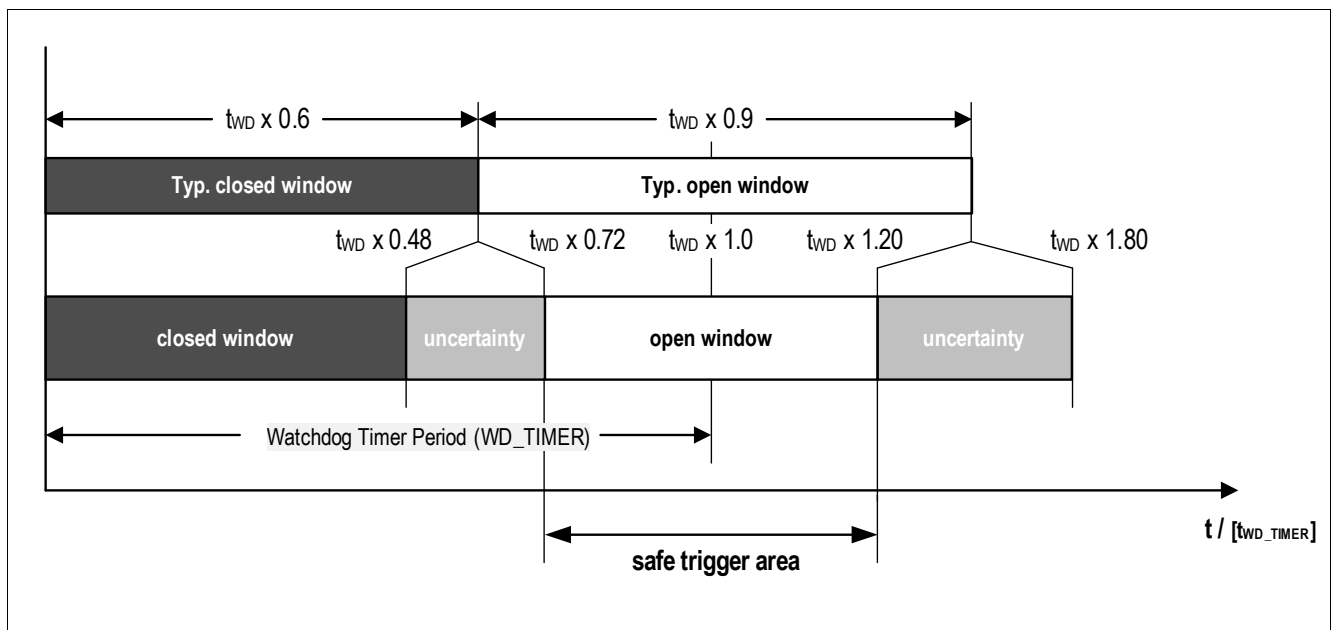 tWD x 0.6
tWD x 0.9
Typ. closed window
Typ. open window
tWD x 0.48
tWD x 0.72
tWD x 1.0
tWD x 1.20
tWD x 1.80
closed window
uncertainty
open window
uncertainty
Watchdog Timer Period (WD_TIMER)
t / [tWD_TIMER]
safe trigger area